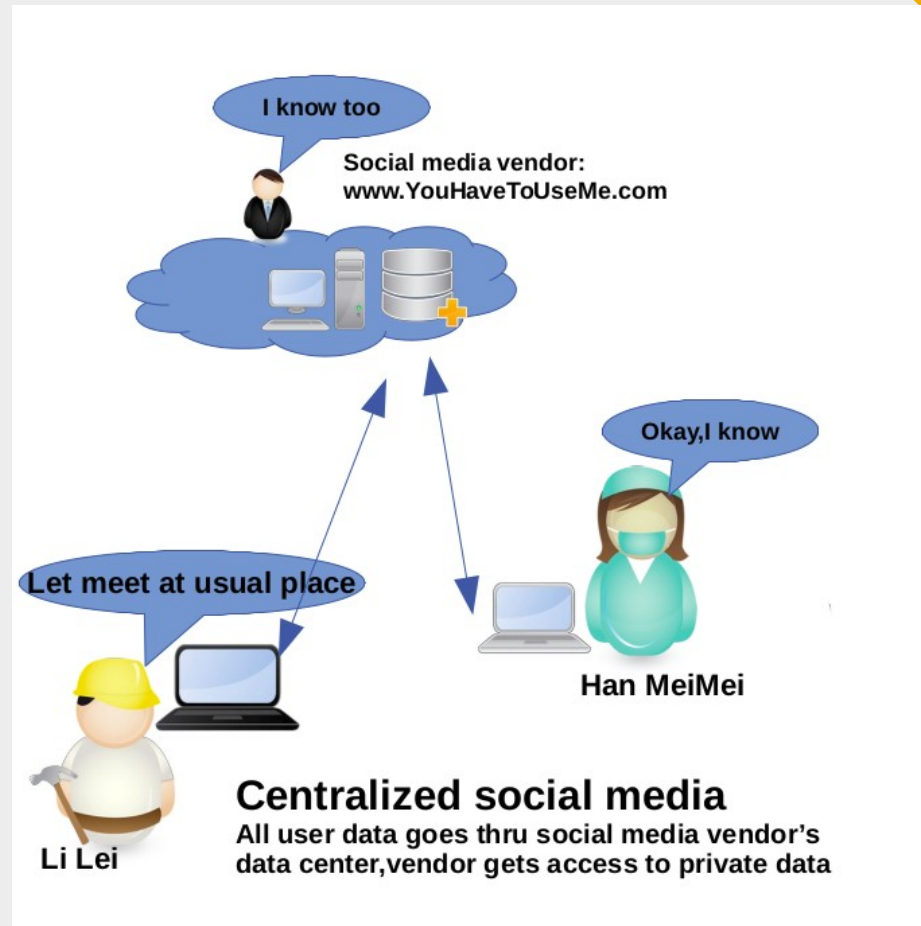 I know too
Social media vendor:
www.YouHaveToUseMe.com
Okay,I know
Let meet at usual place
Han MeiMei
Li Lei
Centralized social media
All user data goes thru social media vendor's
data center,vendor gets access to private data